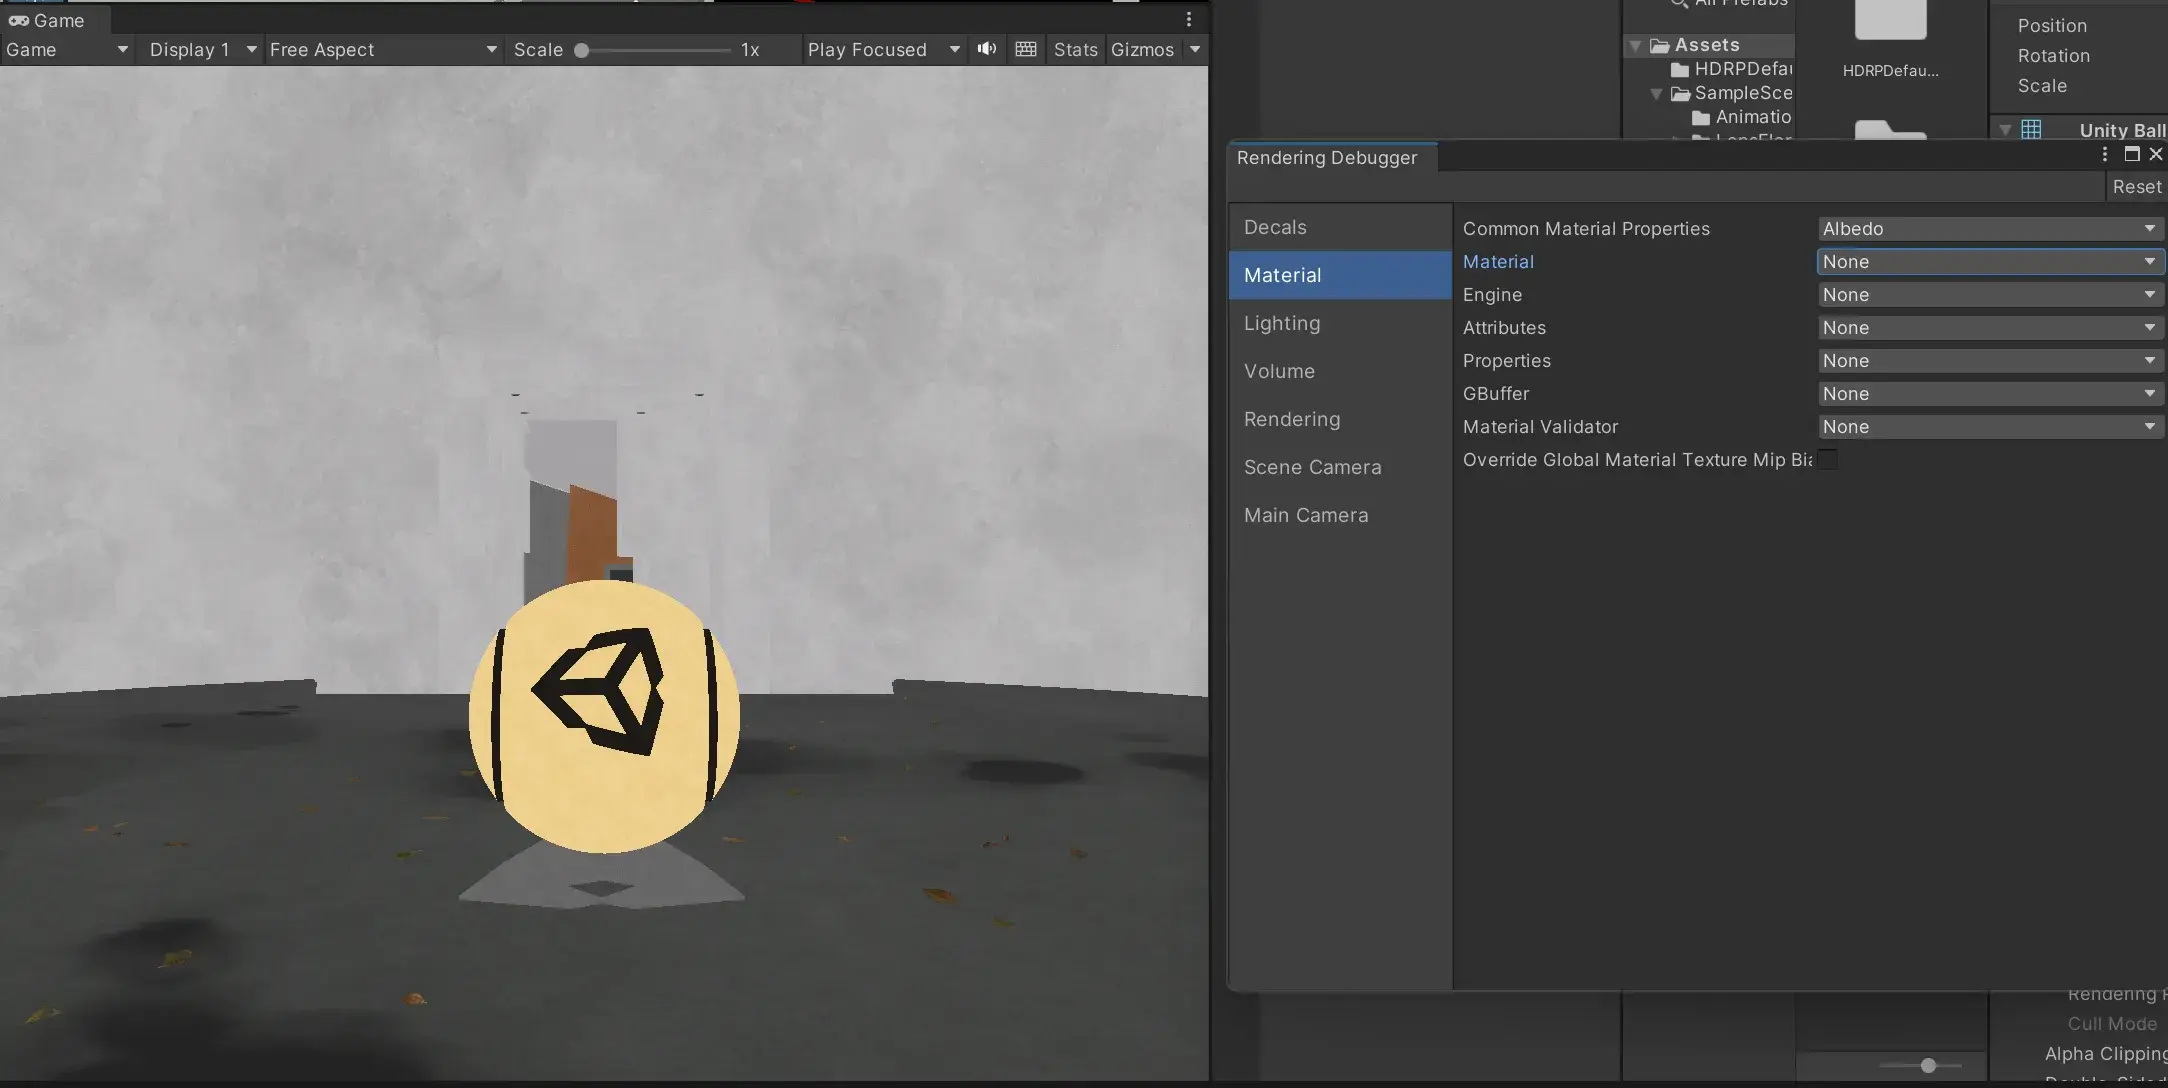 Game
Game Display 1 Free Aspect Scale 1x Play Focused Stats Gizmos
All Prefabs
Assets
HDRPDefau
SampleSce
Animatio
HDRPDefau...
Position
Rotation
Scale
Unity Ball
Rendering Debugger
Reset
Decals
Material
Lighting
Volume
Rendering
Scene Camera
Main Camera
Common Material Properties Albedo
Material None
Engine None
Attributes None
Properties None
GBuffer None
Material Validator None
Override Global Material Texture Mip Bia
Rendering P
Cull Mode
Alpha Clipping